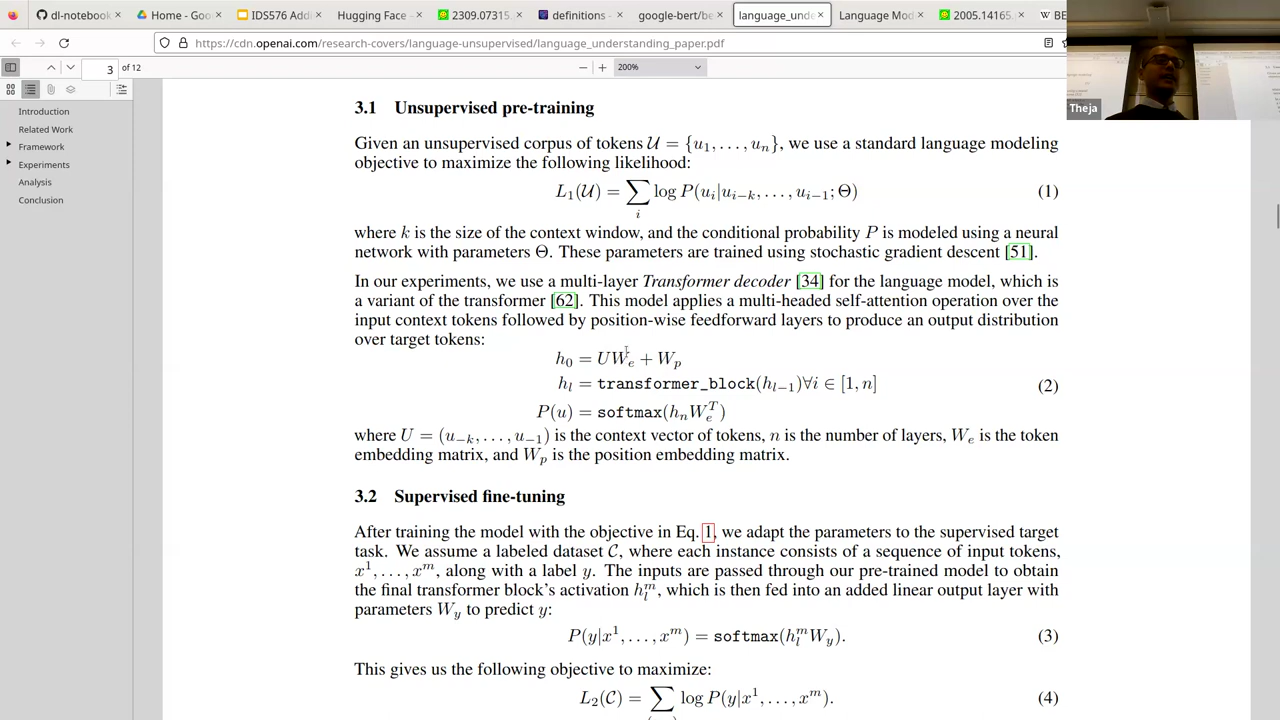 dl-notebook
Home - Goo
IDS576 Addi
Hugging Face
2309.07315.
definitions -
google-bert/be
language_unde
Language Mod
2005.14165.
W BE
https://cdn.openai.com/research-covers/language-unsupervised/language_understanding_paper.pdf
3 of 12
200%
Theja
Introduction
Related Work
Framework
Experiments
Analysis
Conclusion
3.1 Unsupervised pre-training
Given an unsupervised corpus of tokens 𝒰 = {u₁, . . . , uₙ}, we use a standard language modeling
objective to maximize the following likelihood:
L₁(𝒰) = ∑ᵢ log P(uᵢ|uᵢ₋ₖ, . . . , uᵢ₋₁; Θ) (1)
where k is the size of the context window, and the conditional probability P is modeled using a neural
network with parameters Θ. These parameters are trained using stochastic gradient descent [51].
In our experiments, we use a multi-layer Transformer decoder [34] for the language model, which is
a variant of the transformer [62]. This model applies a multi-headed self-attention operation over the
input context tokens followed by position-wise feedforward layers to produce an output distribution
over target tokens:
h₀ = UWₑ + Wₚ
hₗ = transformer_block(hₗ₋₁)∀i ∈ [1, n] (2)
P(u) = softmax(hₙWₑᵀ)
where U = (u₋ₖ, . . . , u₋₁) is the context vector of tokens, n is the number of layers, Wₑ is the token
embedding matrix, and Wₚ is the position embedding matrix.
3.2 Supervised fine-tuning
After training the model with the objective in Eq. 1, we adapt the parameters to the supervised target
task. We assume a labeled dataset 𝒞, where each instance consists of a sequence of input tokens,
x¹, . . . , xᵐ, along with a label y. The inputs are passed through our pre-trained model to obtain
the final transformer block's activation hₗᵐ, which is then fed into an added linear output layer with
parameters W_y to predict y:
P(y|x¹, . . . , xᵐ) = softmax(hₗᵐW_y). (3)
This gives us the following objective to maximize:
L₂(𝒞) = ∑ log P(y|x¹, . . . , xᵐ). (4)